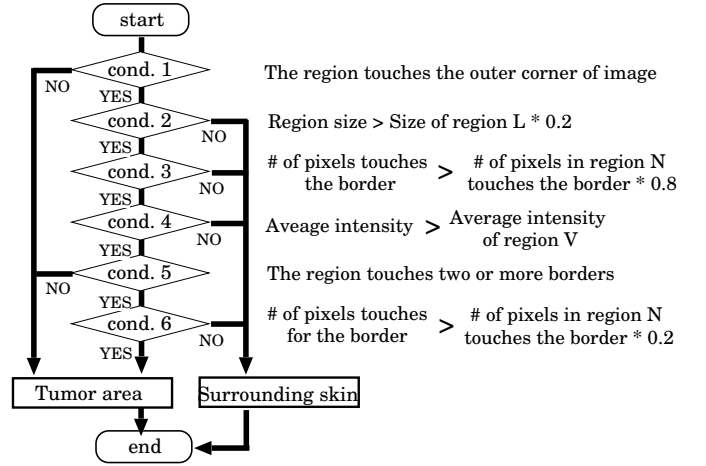 start
cond. 1
The region touches the outer corner of image
NO
YES
cond. 2
Region size > Size of region L * 0.2
NO
YES
cond. 3
# of pixels touches
the border
>
# of pixels in region N
touches the border * 0.8
NO
YES
cond. 4
Aveage intensity > Average intensity
of region V
NO
YES
cond. 5
The region touches two or more borders
NO
YES
cond. 6
# of pixels touches
for the border
>
# of pixels in region N
touches the border * 0.2
NO
YES
Tumor area
Surrounding skin
end